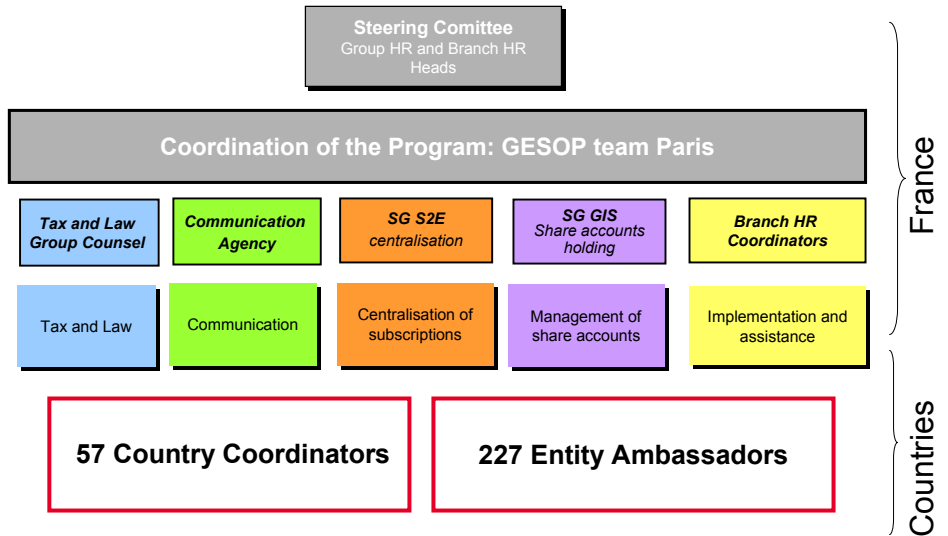 Steering Comittee
Group HR and Branch HR
Heads
Coordination of the Program: GESOP team Paris
France
Tax and Law
Group Counsel
Communication
Agency
SG S2E
centralisation
SG GIS
Share accounts
holding
Branch HR
Coordinators
Tax and Law
Communication
Centralisation of
subscriptions
Management of
share accounts
Implementation and
assistance
57 Country Coordinators
227 Entity Ambassadors
Countries